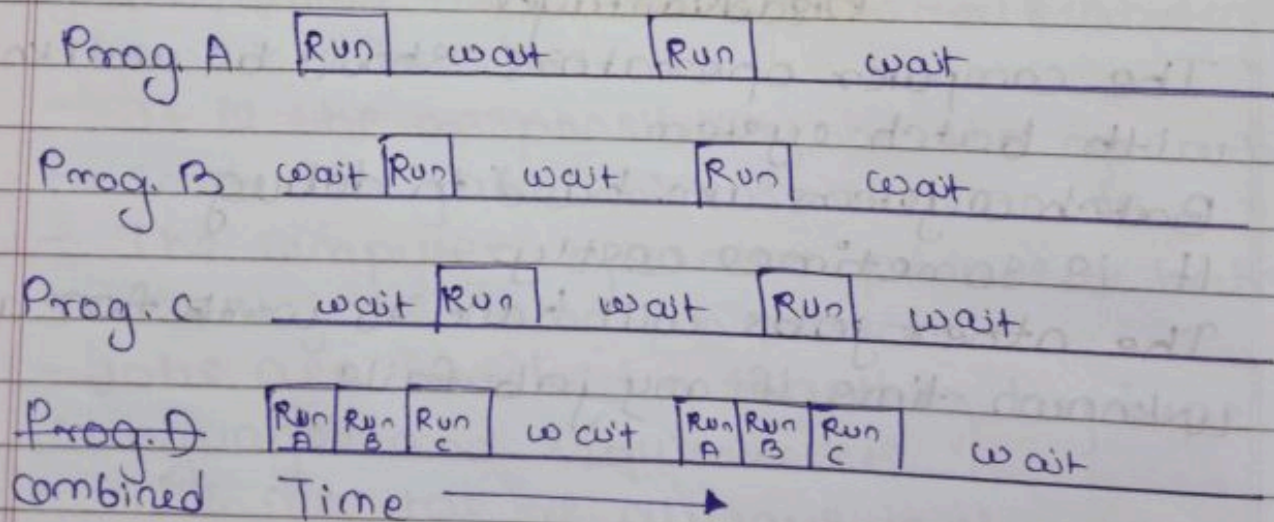 Prog. A Run wait Run wait
Prog. B wait Run wait Run wait
Prog. C wait Run wait Run wait
Prog. D Run A Run B Run C wait Run A Run B Run C wait
combined Time